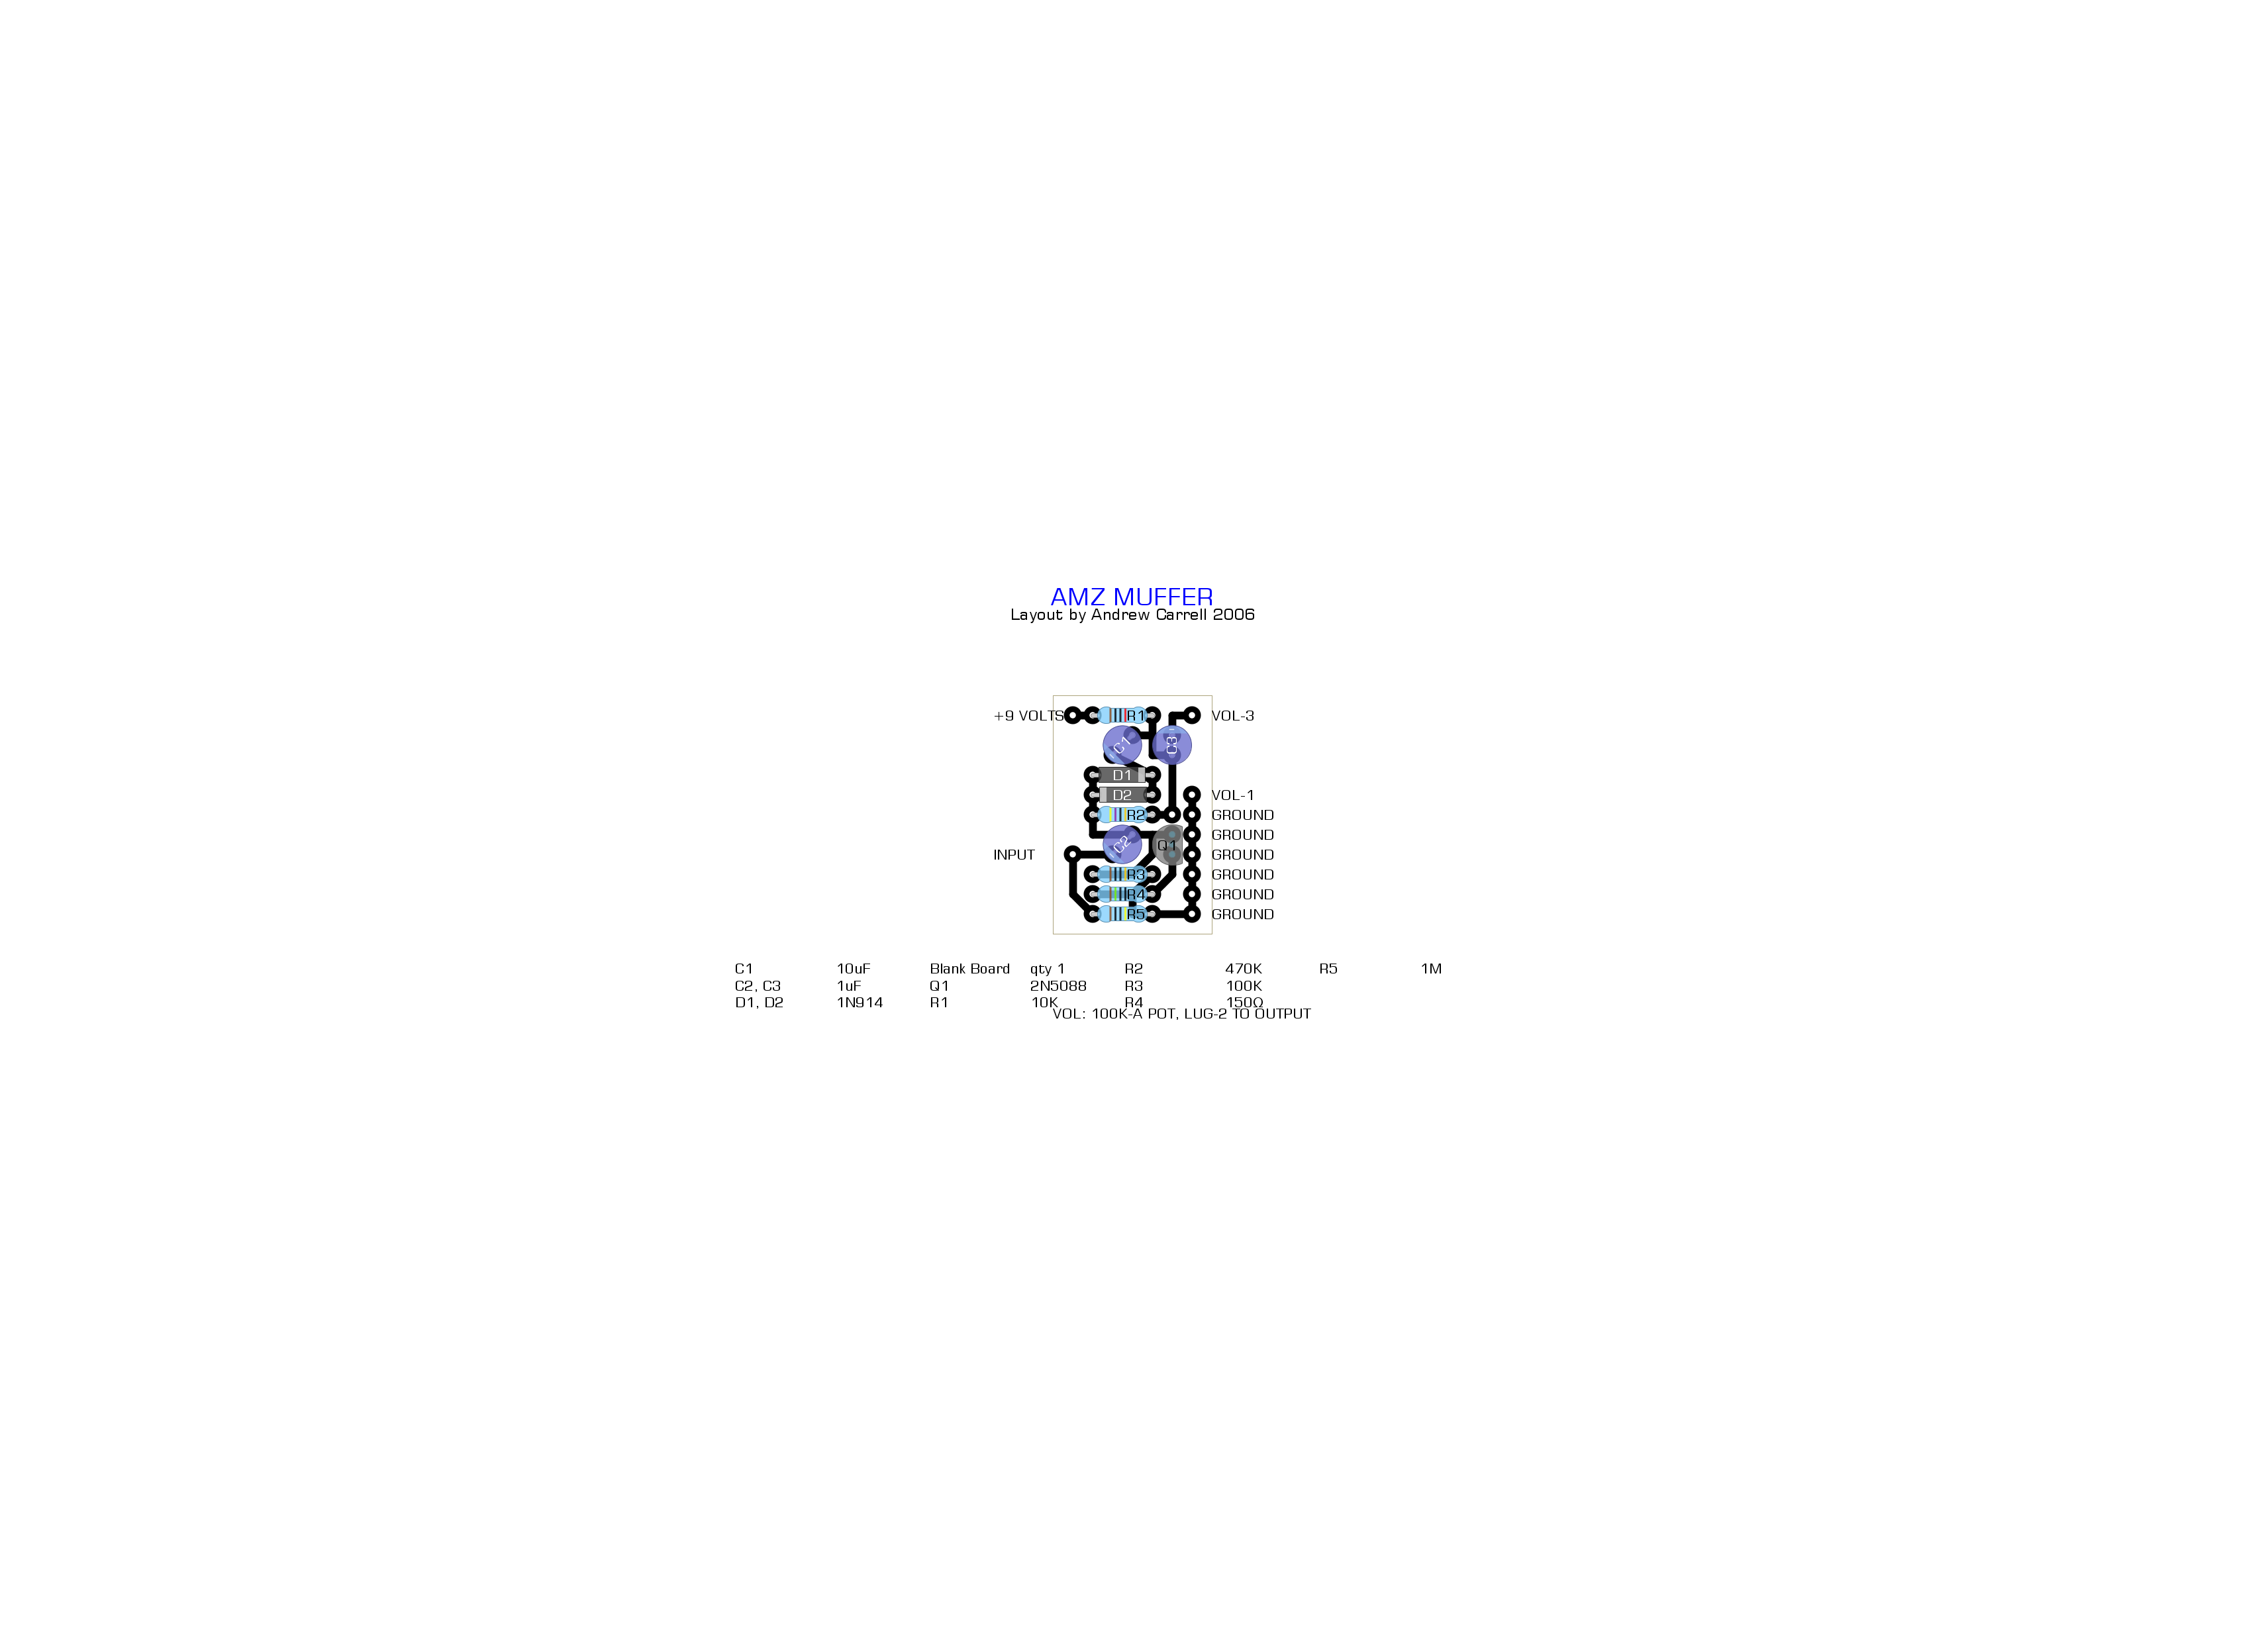 AMZ MUFFER
Layout by Andrew Carrell 2006
+9 VOLTS R1 VOL-3
C1 C3
D1
D2 VOL-1
R2 GROUND
GROUND
C2 Q1
INPUT GROUND
R3 GROUND
R4 GROUND
R5 GROUND
C1 10uF Blank Board qty 1 R2 470K R5 1M
C2, C3 1uF Q1 2N5088 R3 100K
D1, D2 1N914 R1 10K R4 150Ω
VOL: 100K-A POT, LUG-2 TO OUTPUT